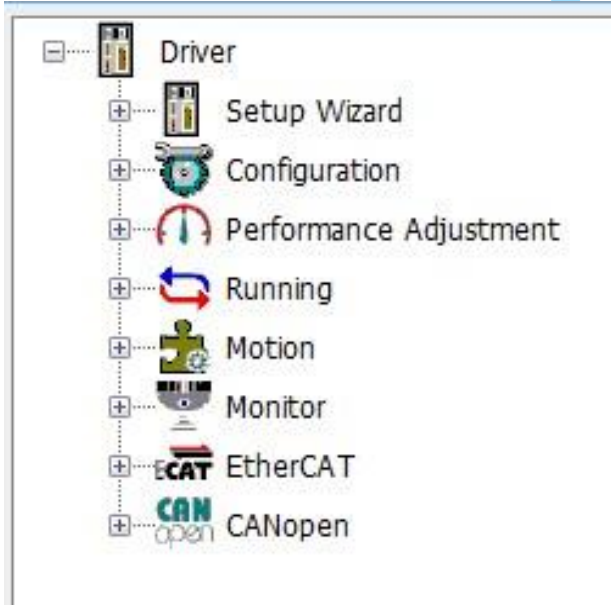 Driver
Setup Wizard
Configuration
Performance Adjustment
Running
Motion
Monitor
ECAT EtherCAT
CAN open CANopen